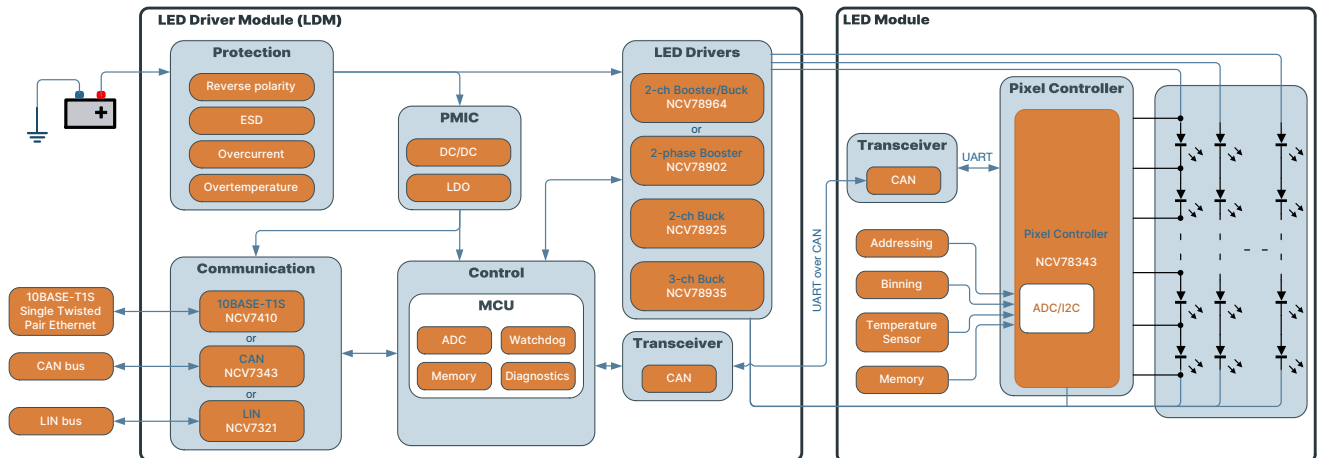 LED Driver Module (LDM)
Protection
Reverse polarity
ESD
Overcurrent
Overtemperature
+
PMIC
DC/DC
LDO
LED Drivers
2-ch Booster/Buck
NCV78964
or
2-phase Booster
NCV78902
2-ch Buck
NCV78925
3-ch Buck
NCV78935
Communication
10BASE-T1S
NCV7410
or
CAN
NCV7343
or
LIN
NCV7321
10BASE-T1S
Single Twisted
Pair Ethernet
CAN bus
LIN bus
Control
MCU
ADC
Watchdog
Memory
Diagnostics
Transceiver
CAN
UART over CAN
LED Module
Transceiver
CAN
UART
Addressing
Binning
Temperature
Sensor
Memory
Pixel Controller
Pixel Controller
NCV78343
ADC/I2C